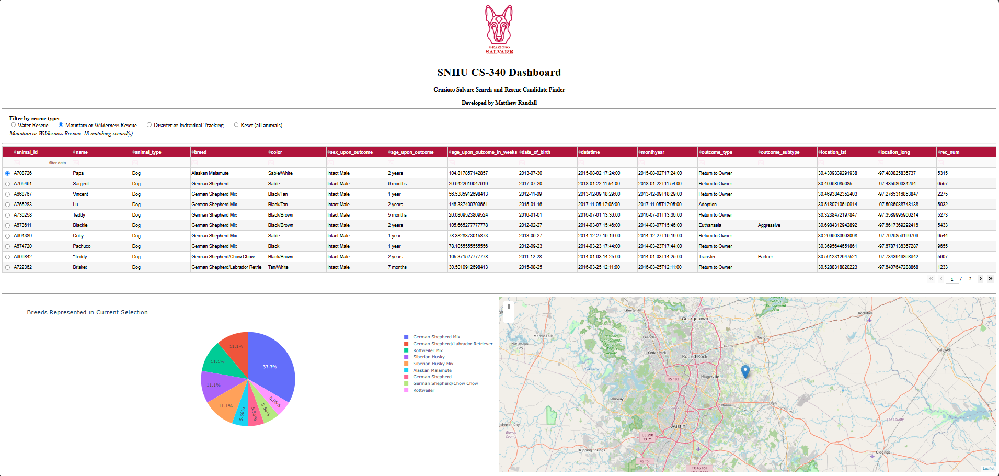 GRAZIOSO
SALVARE
SNHU CS-340 Dashboard
Grazioso Salvare Search-and-Rescue Candidate Finder
Developed by Matthew Randall
Filter by rescue type:
Water Rescue Mountain or Wilderness Rescue Disaster or Individual Tracking Reset (all animals)
Mountain or Wilderness Rescue: 18 matching record(s)
animal_id name animal_type breed color sex_upon_outcome age_upon_outcome age_upon_outcome_in_weeks date_of_birth datetime monthyear outcome_type outcome_subtype location_lat location_long rec_num
filter data...
A708726 Papa Dog Alaskan Malamute Sable/White Intact Male 2 years 104.817857142857 2013-07-30 2015-08-02 17:24:00 2015-08-02T17:24:00 Return to Owner 30.4309339291938 -97.480825836737 5315
A765461 Sargent Dog German Shepherd Sable Intact Male 6 months 26.6422619047619 2017-07-20 2018-01-22 11:54:00 2018-01-22T11:54:00 Return to Owner 30.40668985085 -97.485680334264 6557
A668767 Vincent Dog German Shepherd Mix Black/Tan Intact Male 1 year 56.5385912698413 2012-11-09 2013-12-09 18:29:00 2013-12-09T18:29:00 Return to Owner 30.4693842352403 -97.2765316853847 2275
A765283 Lu Dog German Shepherd Mix Black/Tan Intact Male 2 years 146.387400793651 2015-01-16 2017-11-05 17:05:00 2017-11-05T17:05:00 Adoption 30.5180710510914 -97.5035088748138 5032
A730258 Teddy Dog German Shepherd Mix Black/Brown Intact Male 5 months 26.0809523809524 2016-01-01 2016-07-01 13:36:00 2016-07-01T13:36:00 Return to Owner 30.3238472197847 -97.3589995906214 5273
A673611 Blackie Dog German Shepherd Mix Black/Brown Intact Male 2 years 105.665277777778 2012-02-27 2014-03-07 15:46:00 2014-03-07T15:46:00 Euthanasia Aggressive 30.6984312942892 -97.6617369292416 5433
A694389 Coby Dog German Shepherd Mix Sable Intact Male 1 year 78.3828373015873 2013-06-27 2014-12-27 16:19:00 2014-12-27T16:19:00 Return to Owner 30.2696033963098 -97.7026856199769 9544
A674720 Pachuco Dog German Shepherd Mix Black Intact Male 1 year 78.1055555555556 2012-09-23 2014-03-23 17:44:00 2014-03-23T17:44:00 Return to Owner 30.3695644651861 -97.6787136367287 9655
A669842 *Teddy Dog German Shepherd/Chow Chow Black/Brown Intact Male 2 years 105.371527777778 2011-12-28 2014-01-03 14:25:00 2014-01-03T14:25:00 Transfer Partner 30.5912312947521 -97.7343949868642 5607
A722362 Brisket Dog German Shepherd/Labrador Retrie... Tan/White Intact Male 7 months 30.5010912698413 2015-08-25 2016-03-25 12:11:00 2016-03-25T12:11:00 Return to Owner 30.5288318820223 -97.6407647288868 1233
1 / 2
Breeds Represented in Current Selection
33.3%
11.1%
11.1%
11.1%
11.1%
5.56%
5.56%
5.56%
5.56%
German Shepherd Mix
German Shepherd/Labrador Retriever
Rottweiler Mix
Siberian Husky
Siberian Husky Mix
Alaskan Malamute
German Shepherd
German Shepherd/Chow Chow
Rottweiler
+
−
Wildlife
Management
Area
Liberty Hill
Williamson
County
Georgetown
Rockdale
Marble Falls
Leander
Balcones
Canyonlands
National
Wildlife
Refuge
Taylor
Horseshoe
Bay
Hutto
Cedar Park
Round Rock
Caldwell
Lake Travis
US 183
Pflugerville
Lakeway
Travis County
Manor
Elgin
Lee County
Johnson City
Austin
Blanco
County
US 290
TX 71
Dripping Springs
Giddings
45 Toll
TX 45 Toll
Leaflet